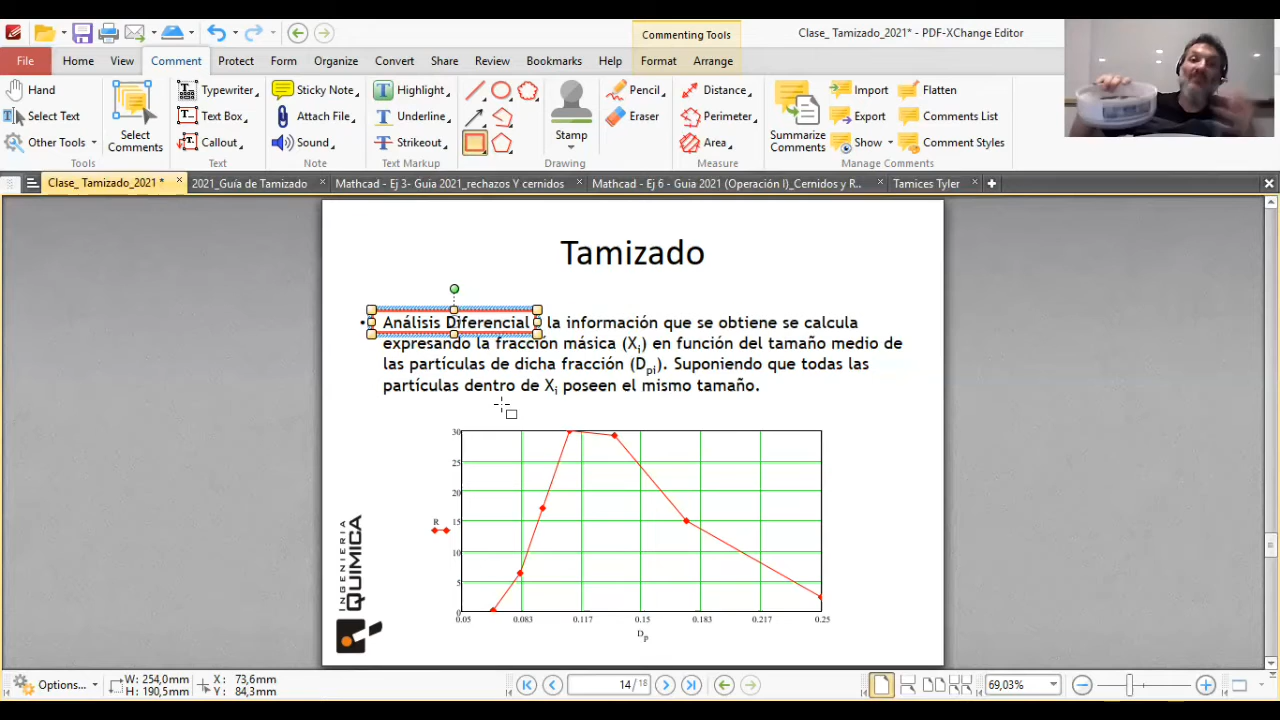 Commenting Tools
Clase_ Tamizado_2021* - PDF-XChange Editor
File Home View Comment Protect Form Organize Convert Share Review Bookmarks Help Format Arrange
Hand
Select Text
Other Tools
Tools
Select Comments
Typewriter
Text Box
Callout
Text
Sticky Note
Attach File
Sound
Note
Highlight
Underline
Strikeout
Text Markup
Drawing
Stamp
Pencil
Eraser
Distance
Perimeter
Area
Measure
Summarize Comments
Import
Export
Show
Flatten
Comments List
Comment Styles
Manage Comments
Clase_ Tamizado_2021 *
2021_Guía de Tamizado
Mathcad - Ej 3- Guia 2021_rechazos Y cernidos
Mathcad - Ej 6 - Guia 2021 (Operación I)_Cernidos y R..
Tamices Tyler
Tamizado
• Análisis Diferencial la información que se obtiene se calcula
expresando la fracción másica (Xi) en función del tamaño medio de
las partículas de dicha fracción (Dpi). Suponiendo que todas las
partículas dentro de Xi poseen el mismo tamaño.
30
25
20
15
10
5
0
R
0.05 0.083 0.117 0.15 0.183 0.217 0.25
Dp
INGENIERIA
QUIMICA
Options...
W: 254,0mm
H: 190,5mm
X: 73,6mm
Y: 84,3mm
14 / 18
69,03%